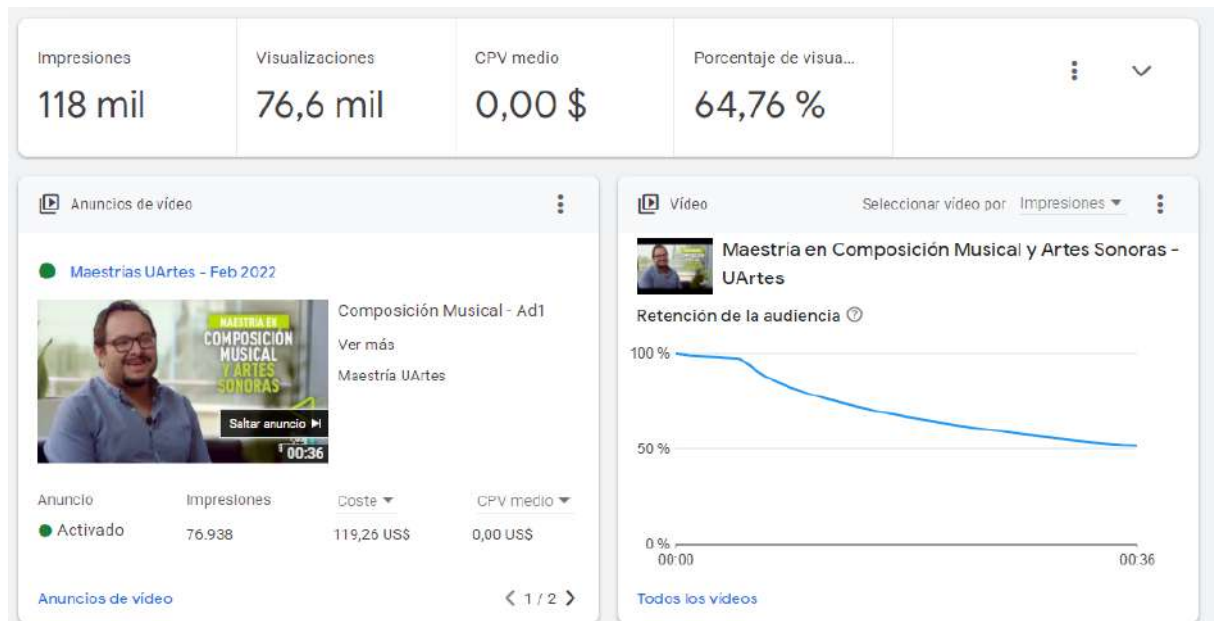 Impresiones
118 mil
Visualizaciones
76,6 mil
CPV medio
0,00 $
Porcentaje de visua...
64,76 %
Anuncios de vídeo
Maestrias UArtes - Feb 2022
MAESTRÍA EN
COMPOSICIÓN
MUSICAL
Y ARTES
SONORAS
Saltar anuncio
00:36
Composición Musical - Ad1
Ver más
Maestría UArtes
Anuncio
Impresiones
Coste
CPV medio
Activado
76.938
119,26 US$
0,00 US$
Anuncios de vídeo
1 / 2
Vídeo
Seleccionar vídeo por
Impresiones
Maestría en Composición Musical y Artes Sonoras -
UArtes
Retención de la audiencia
100 %
50 %
0 %
00:00
00:36
Todos los vídeos